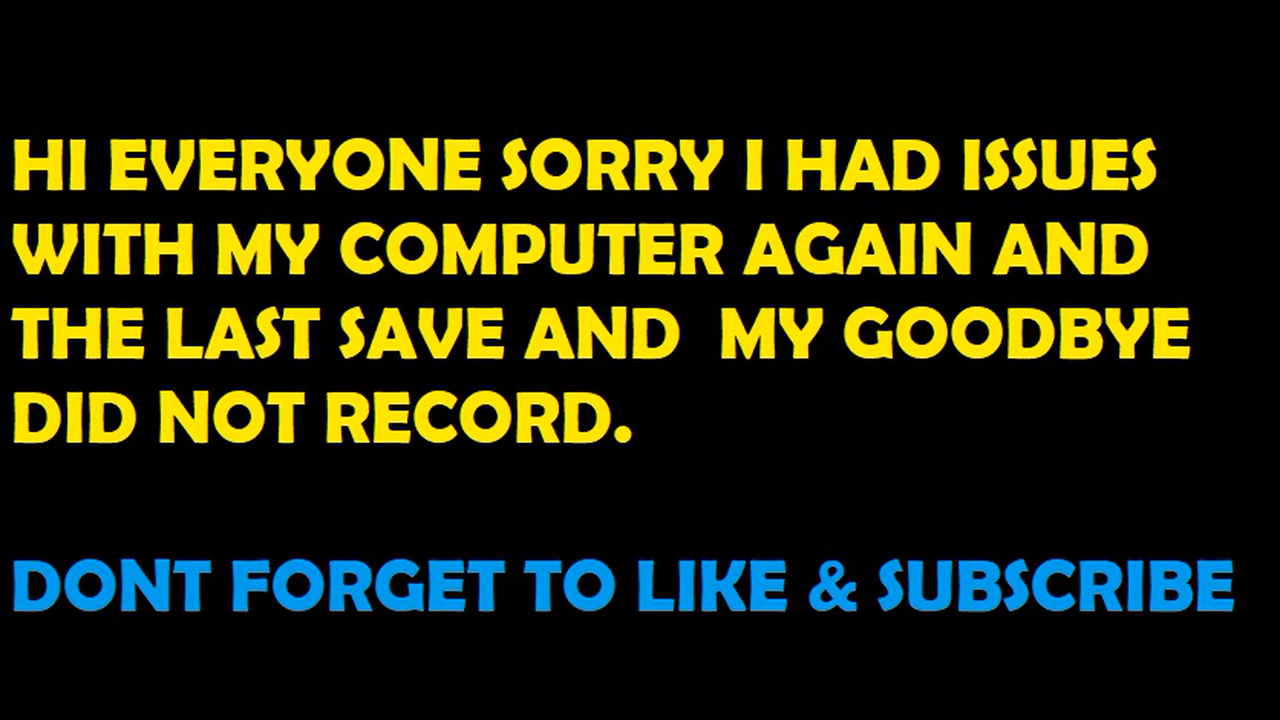 HI EVERYONE SORRY I HAD ISSUES
WITH MY COMPUTER AGAIN AND
THE LAST SAVE AND  MY GOODBYE
DID NOT RECORD.
DONT FORGET TO LIKE & SUBSCRIBE